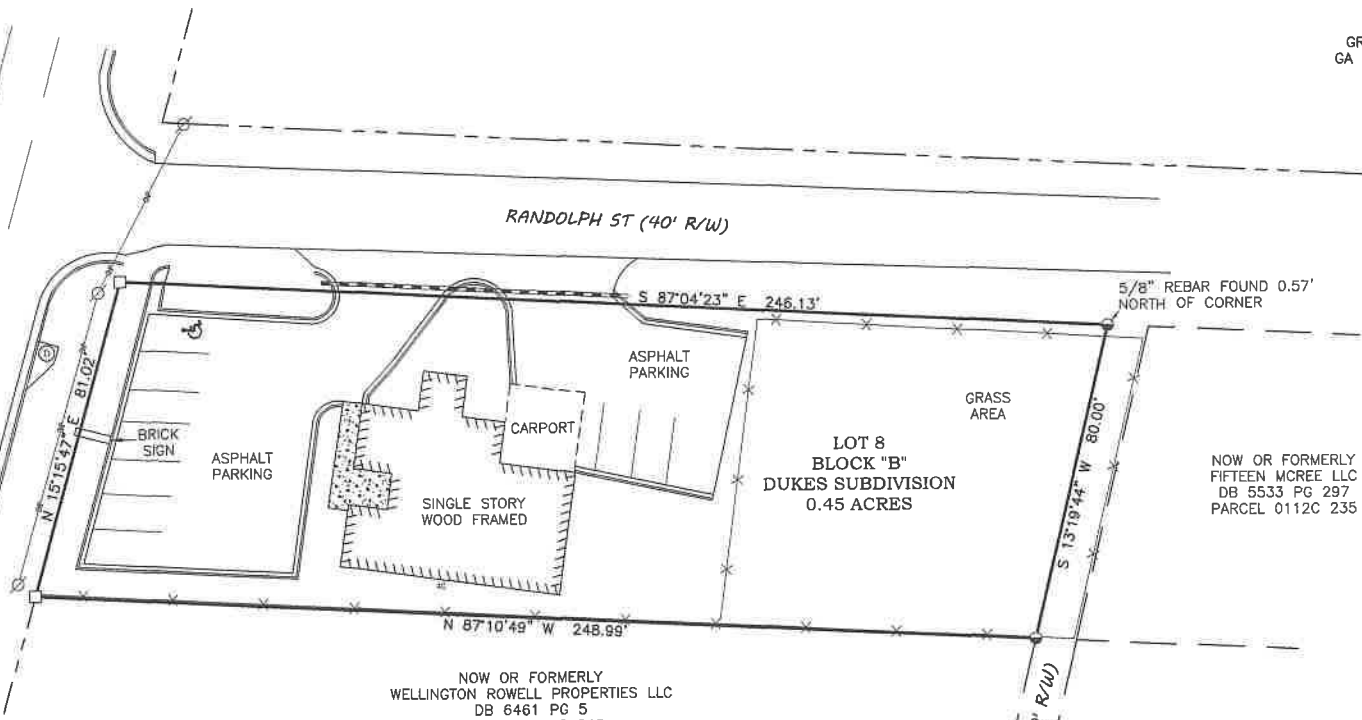 GR
GA
RANDOLPH ST (40' R/W)
S 87°04'23" E 246.13'
5/8" REBAR FOUND 0.57'
NORTH OF CORNER
N 15°15'47" E 81.02'
BRICK
SIGN
ASPHALT
PARKING
ASPHALT
PARKING
CARPORT
SINGLE STORY
WOOD FRAMED
GRASS
AREA
LOT 8
BLOCK "B"
DUKES SUBDIVISION
0.45 ACRES
S 13°19'44" W 80.00'
NOW OR FORMERLY
FIFTEEN MCREE LLC
DB 5533 PG 297
PARCEL 0112C 235
N 87°10'49" W 248.99'
NOW OR FORMERLY
WELLINGTON ROWELL PROPERTIES LLC
DB 6461 PG 5
R/W)